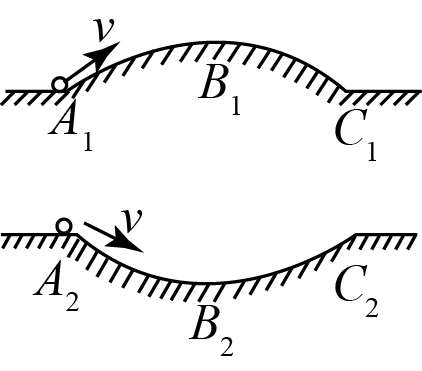 v
A₁ B₁ C₁
v
A₂ B₂ C₂